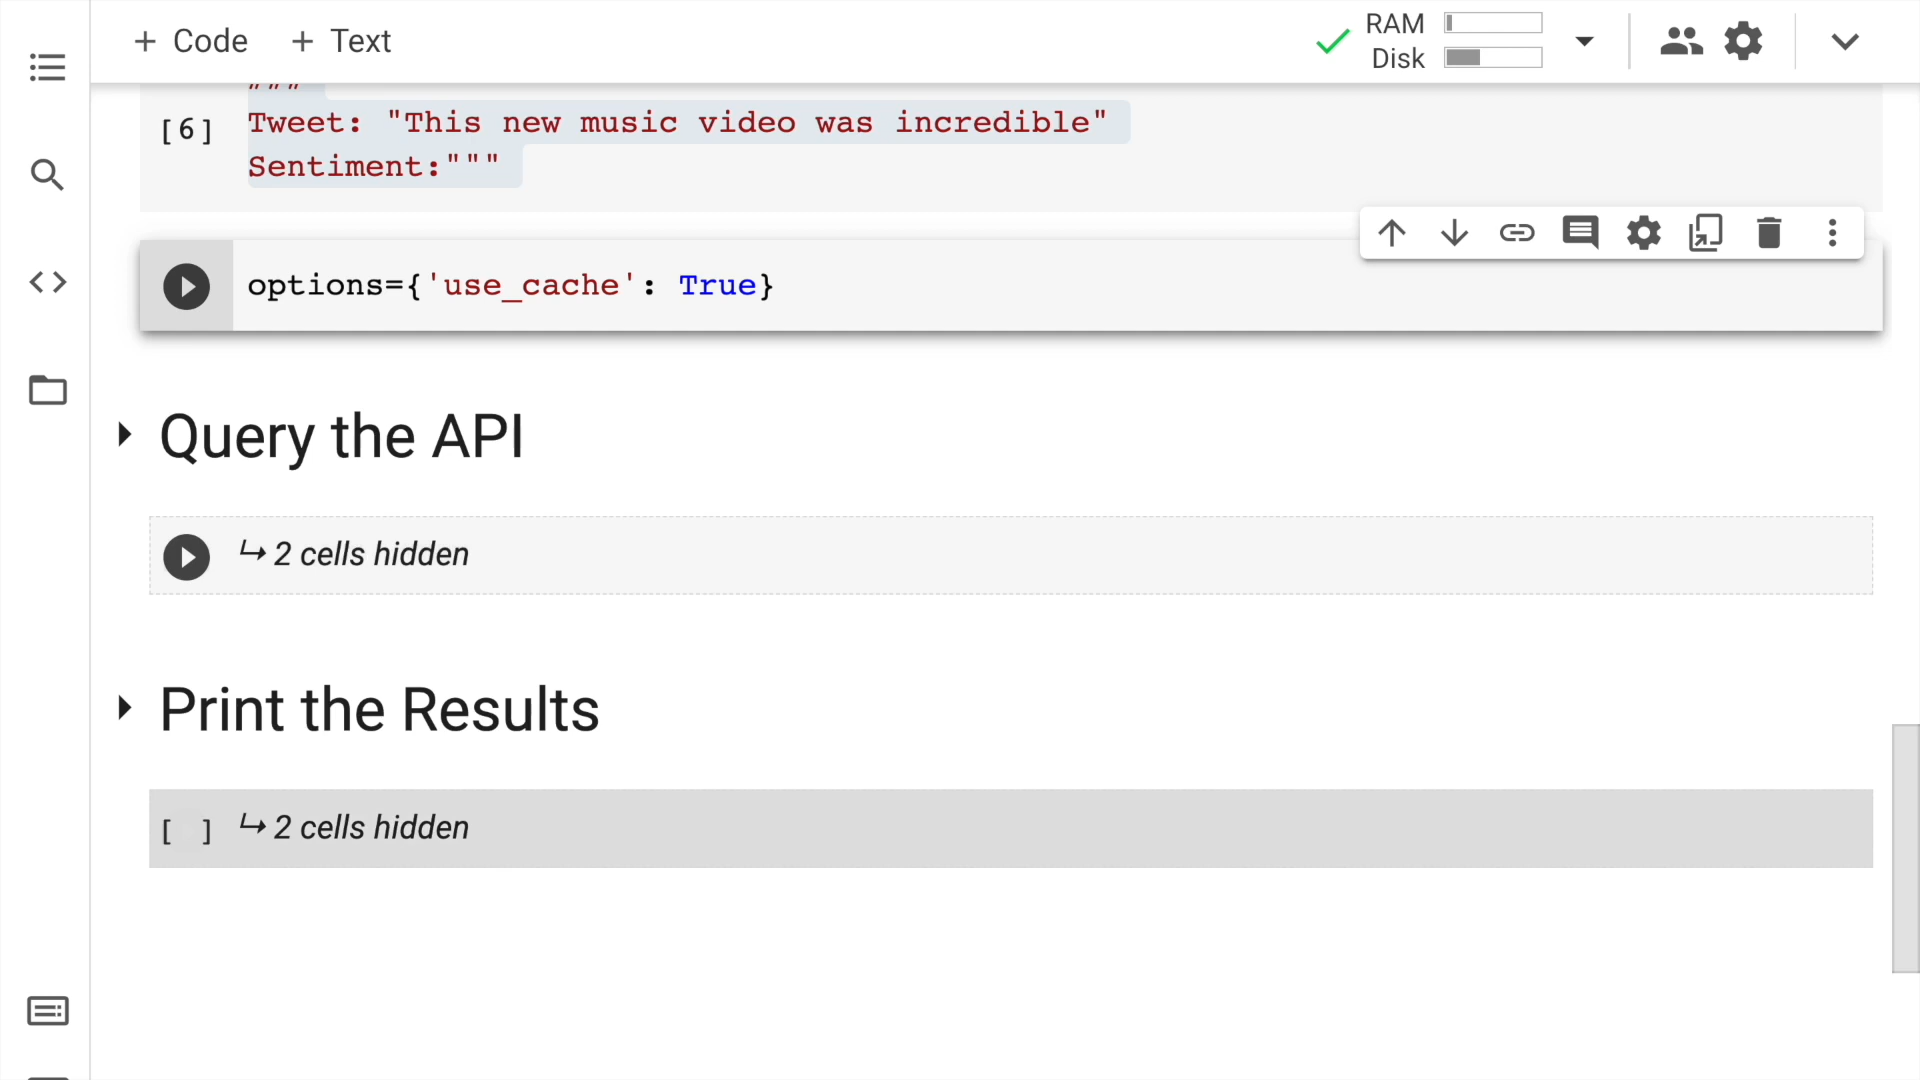 + Code + Text
RAM
Disk
"""
[6] Tweet: "This new music video was incredible"
Sentiment:"""
options={'use_cache': True}
Query the API
2 cells hidden
Print the Results
[ ] 2 cells hidden